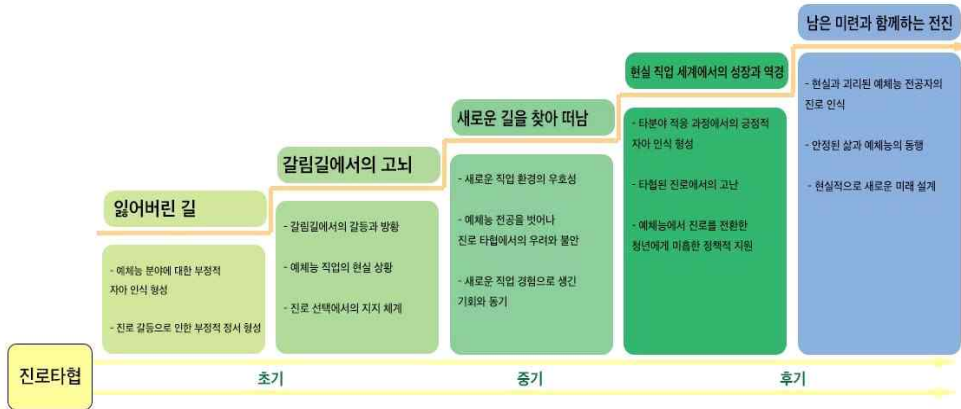 잃어버린 길
- 예체능 분야에 대한 부정적
자아 인식 형성
- 진로 갈등으로 인한 부정적 정서 형성
갈림길에서의 고뇌
- 갈림길에서의 갈등과 방황
- 예체능 직업의 현실 상황
- 진로 선택에서의 지지 체계
새로운 길을 찾아 떠남
- 새로운 직업 환경의 우호성
- 예체능 전공을 벗어나
진로 타협에서의 우려와 불안
- 새로운 직업 경험으로 생긴
기회와 동기
현실 직업 세계에서의 성장과 역경
- 타분야 적응 과정에서의 긍정적
자아 인식 형성
- 타협된 진로에서의 고난
- 예체능에서 진로를 전환한
청년에게 미흡한 정책적 지원
남은 미련과 함께하는 전진
- 현실과 괴리된 예체능 전공자의
진로 인식
- 안정된 삶과 예체능의 동행
- 현실적으로 새로운 미래 설계
진로타협
초기
중기
후기